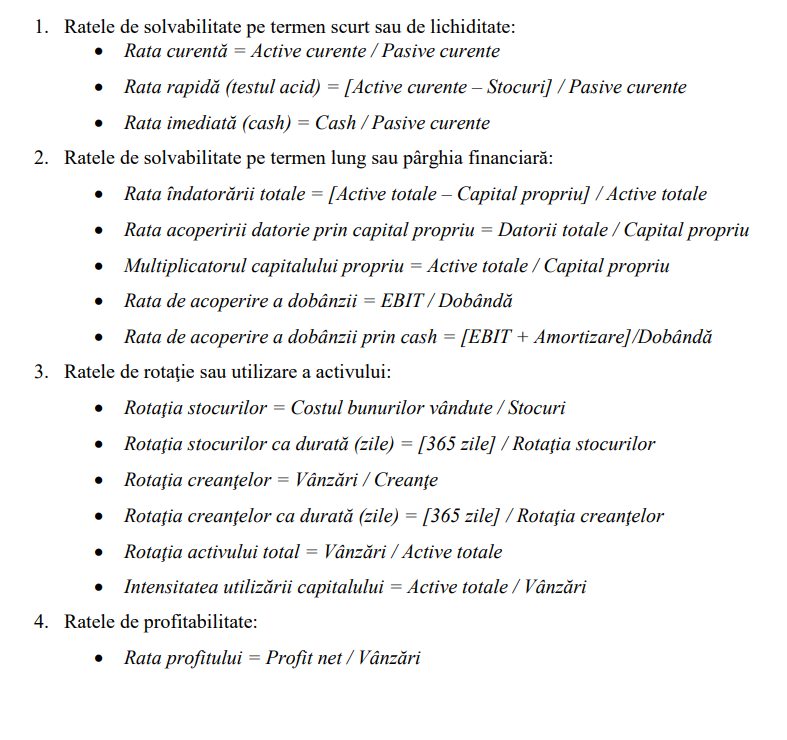 1. Ratele de solvabilitate pe termen scurt sau de lichiditate:
• Rata curentă = Active curente / Pasive curente
• Rata rapidă (testul acid) = [Active curente – Stocuri] / Pasive curente
• Rata imediată (cash) = Cash / Pasive curente
2. Ratele de solvabilitate pe termen lung sau pârghia financiară:
• Rata îndatorării totale = [Active totale – Capital propriu] / Active totale
• Rata acoperirii datorie prin capital propriu = Datorii totale / Capital propriu
• Multiplicatorul capitalului propriu = Active totale / Capital propriu
• Rata de acoperire a dobânzii = EBIT / Dobândă
• Rata de acoperire a dobânzii prin cash = [EBIT + Amortizare]/Dobândă
3. Ratele de rotaţie sau utilizare a activului:
• Rotaţia stocurilor = Costul bunurilor vândute / Stocuri
• Rotaţia stocurilor ca durată (zile) = [365 zile] / Rotaţia stocurilor
• Rotaţia creanţelor = Vânzări / Creanţe
• Rotaţia creanţelor ca durată (zile) = [365 zile] / Rotaţia creanţelor
• Rotaţia activului total = Vânzări / Active totale
• Intensitatea utilizării capitalului = Active totale / Vânzări
4. Ratele de profitabilitate:
• Rata profitului = Profit net / Vânzări